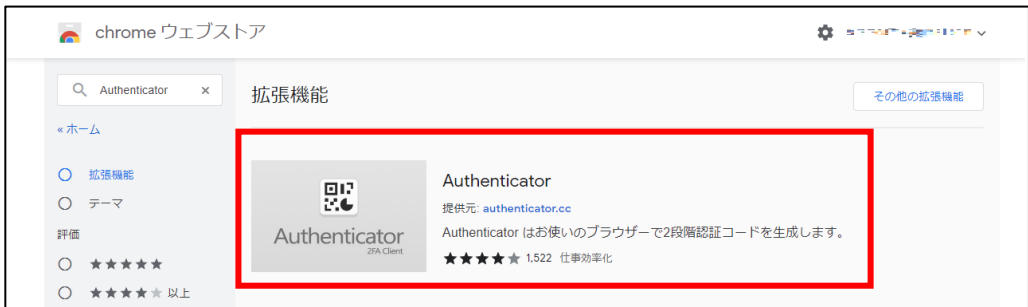 chrome ウェブストア
Authenticator ×
« ホーム
拡張機能
テーマ
評価
★★★★★
★★★★★ 以上
拡張機能
その他の拡張機能
Authenticator
2FA Client
Authenticator
提供元: authenticator.cc
Authenticator はお使いのブラウザーで2段階認証コードを生成します。
★★★★★ 1,522 仕事効率化